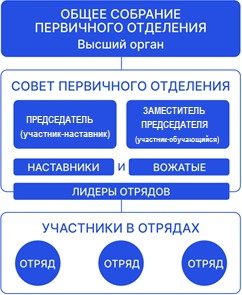 ОБЩЕЕ СОБРАНИЕ
ПЕРВИЧНОГО ОТДЕЛЕНИЯ
Высший орган
СОВЕТ ПЕРВИЧНОГО ОТДЕЛЕНИЯ
ПРЕДСЕДАТЕЛЬ
(участник-наставник)
ЗАМЕСТИТЕЛЬ
ПРЕДСЕДАТЕЛЯ
(участник-обучающийся)
НАСТАВНИКИ И ВОЖАТЫЕ
ЛИДЕРЫ ОТРЯДОВ
УЧАСТНИКИ В ОТРЯДАХ
ОТРЯД ОТРЯД ОТРЯД